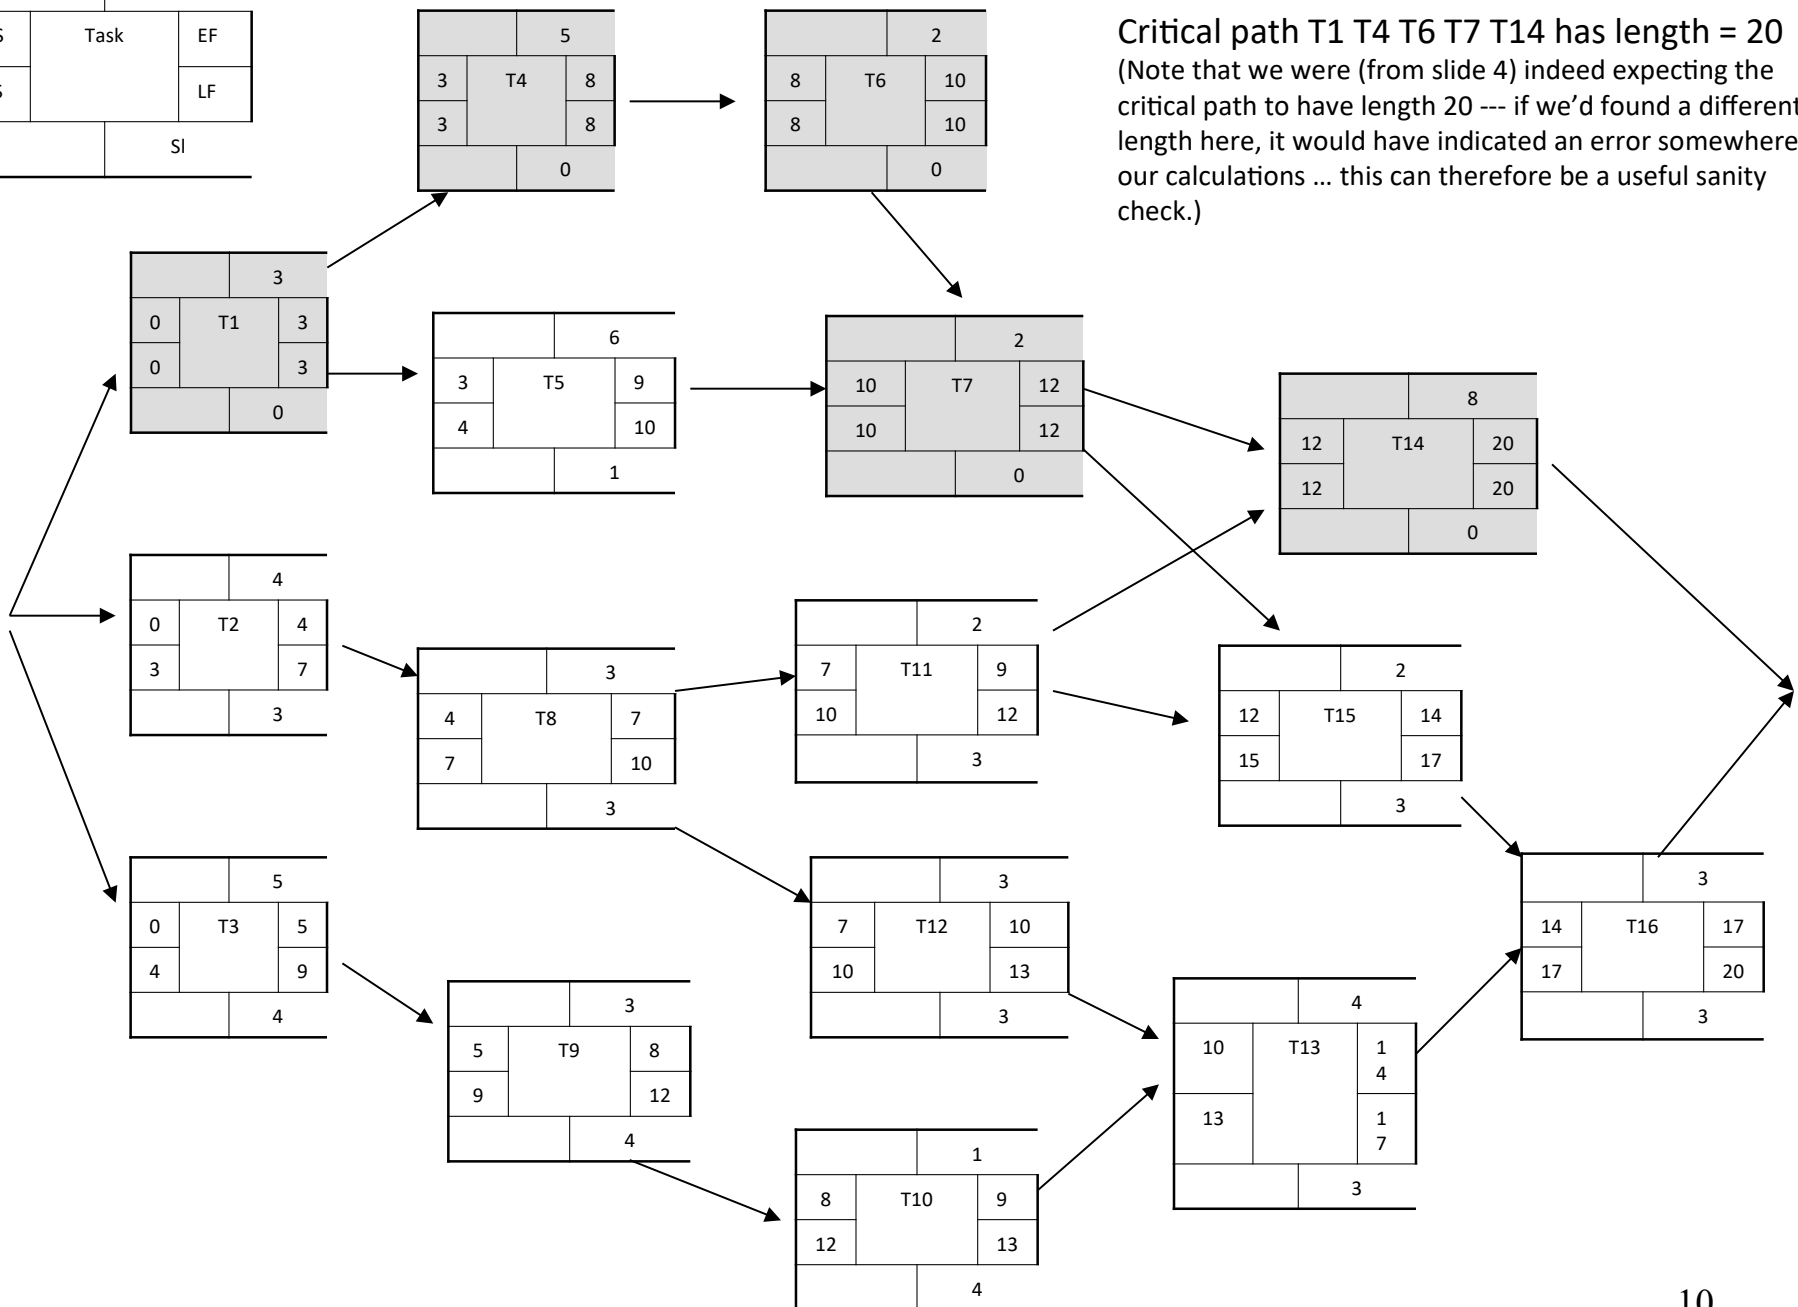 S Task EF
S LF
Sl
Critical path T1 T4 T6 T7 T14 has length = 20
(Note that we were (from slide 4) indeed expecting the
critical path to have length 20 --- if we'd found a different
length here, it would have indicated an error somewhere
our calculations ... this can therefore be a useful sanity
check.)
5
3 T4 8
3 8
0
2
8 T6 10
8 10
0
3
0 T1 3
0 3
0
6
3 T5 9
4 10
1
2
10 T7 12
10 12
0
8
12 T14 20
12 20
0
4
0 T2 4
3 7
3
3
4 T8 7
7 10
3
2
7 T11 9
10 12
3
2
12 T15 14
15 17
3
5
0 T3 5
4 9
4
3
5 T9 8
9 12
4
3
7 T12 10
10 13
3
1
8 T10 9
12 13
4
4
10 T13 1
4
13 1
7
3
3
14 T16 17
17 20
3
10